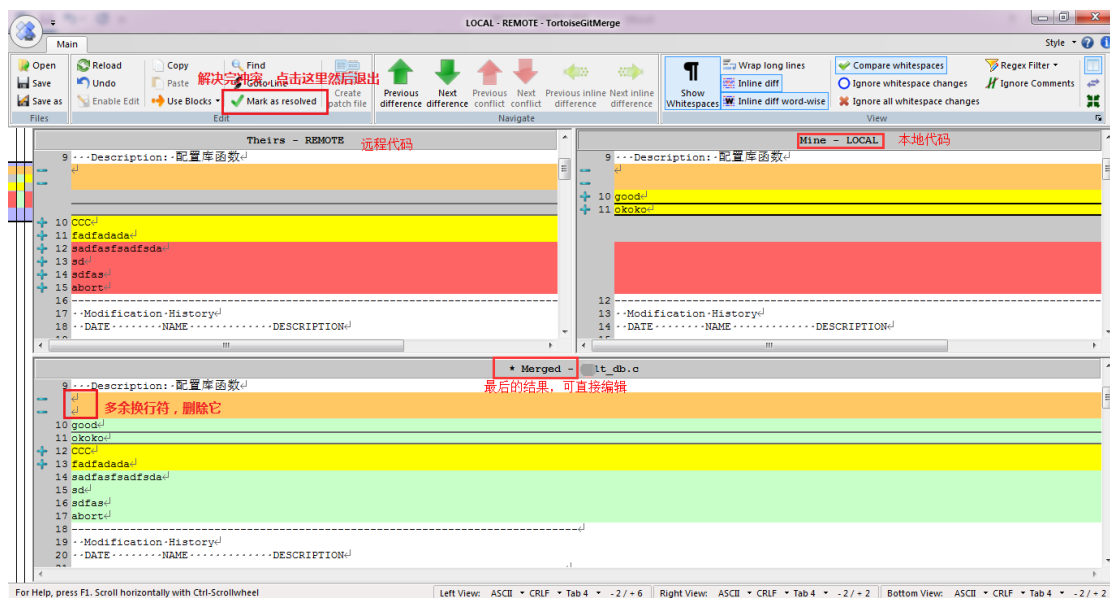 LOCAL - REMOTE - TortoiseGitMerge
Main
Style
Open
Save
Save as
Files
Reload
Undo
Enable Edit
Copy
Paste
Use Blocks
Find
Goto Line
Mark as resolved
Create
patch file
Edit
解决完冲突，点击这里然后退出
Previous
difference
Next
difference
Previous
conflict
Next
conflict
Previous inline
difference
Next inline
difference
Navigate
Show
Whitespaces
Wrap long lines
Inline diff
Inline diff word-wise
Compare whitespaces
Ignore whitespace changes
Ignore all whitespace changes
Regex Filter
Ignore Comments
View
Theirs - REMOTE
远程代码
9 ···Description:·配置库函数↵
↵
10 CCC↵
11 fadfadada↵
12 sadfasfsadfsda↵
13 sd↵
14 sdfas↵
15 abort↵
16 ----------------------------------------------------------------
17 ··Modification·History↵
18 ··DATE········NAME·············DESCRIPTION↵
Mine - LOCAL
本地代码
9 ···Description:·配置库函数↵
↵
10 good↵
11 okoko↵
12 ----------------------------------------------------------------
13 ··Modification·History↵
14 ··DATE········NAME·············DESCRIPTION↵
* Merged - lt_db.c
最后的结果，可直接编辑
9 ···Description:·配置库函数↵
↵
↵
多余换行符，删除它
10 good↵
11 okoko↵
12 CCC↵
13 fadfadada↵
14 sadfasfsadfsda↵
15 sd↵
16 sdfas↵
17 abort↵
18 ----------------------------------------------------------------↵
19 ··Modification·History↵
20 ··DATE········NAME·············DESCRIPTION↵
For Help, press F1. Scroll horizontally with Ctrl-Scrollwheel
Left View: ASCII CRLF Tab 4 - 2 / + 6
Right View: ASCII CRLF Tab 4 - 2 / + 2
Bottom View: ASCII CRLF Tab 4 - 2 / + 2